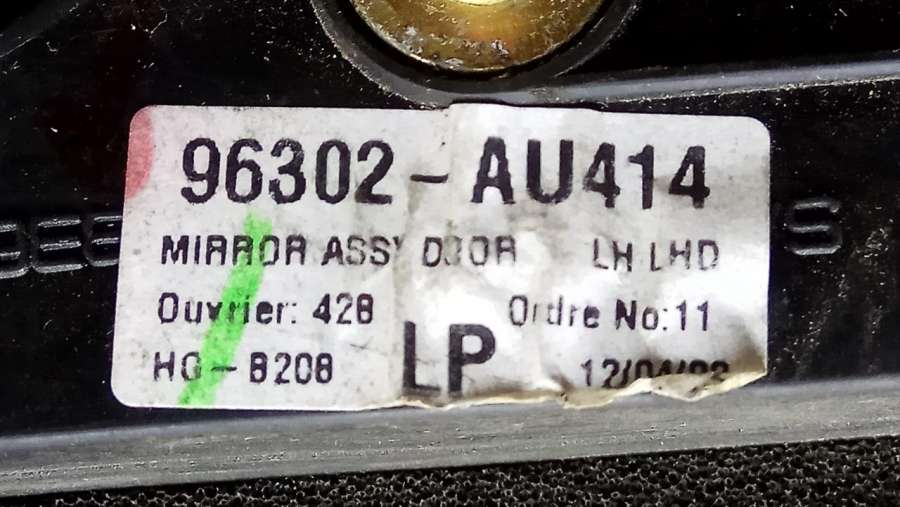 96302-AU414
MIRROR ASSY DOOR LH LHD
Ouvrier: 428 Ordre No:11
HG-B208 LP